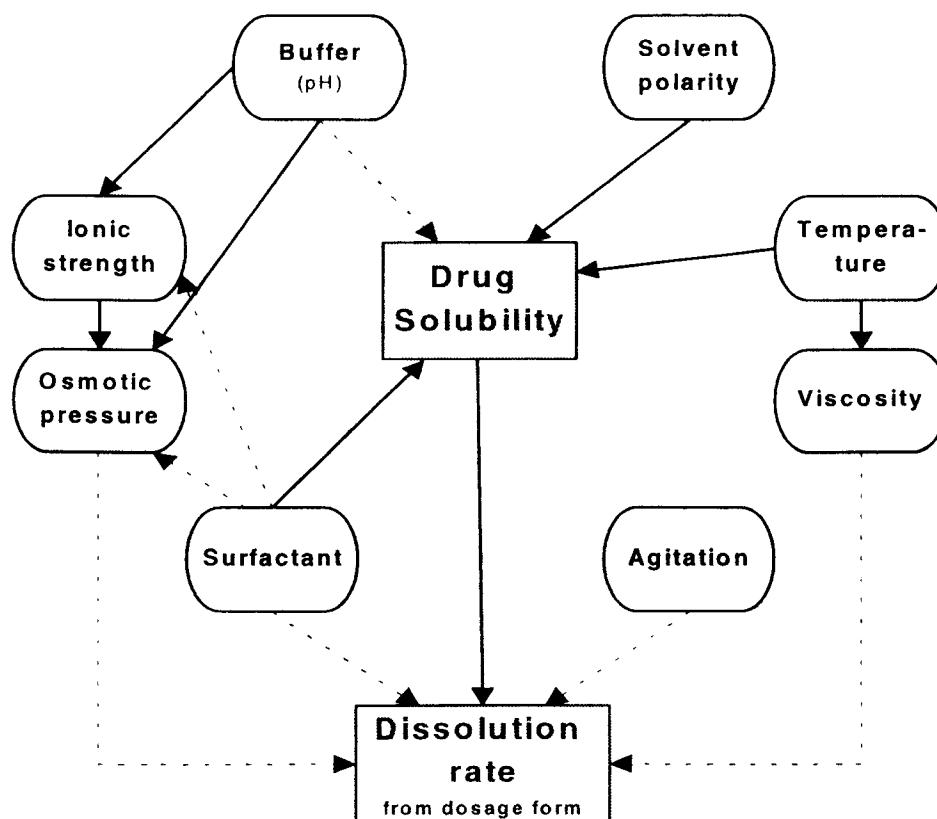 Buffer
(pH)
Solvent
polarity
Ionic
strength
Tempera-
ture
Drug
Solubility
Osmotic
pressure
Viscosity
Surfactant
Agitation
Dissolution
rate
from dosage form